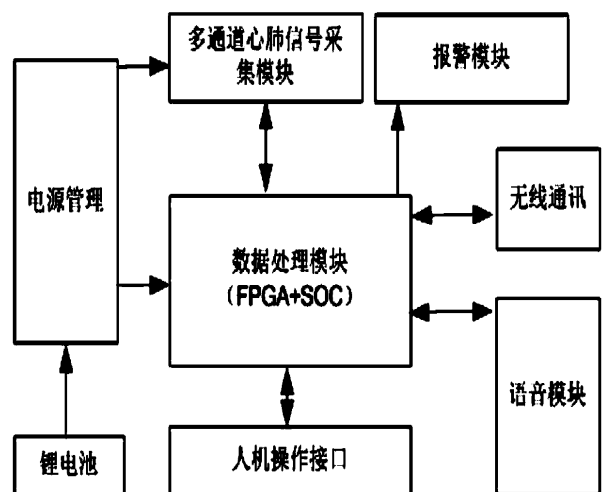 多通道心肺信号采
集模块
报警模块
电源管理
无线通讯
数据处理模块
(FPGA+SOC)
语音模块
锂电池
人机操作接口